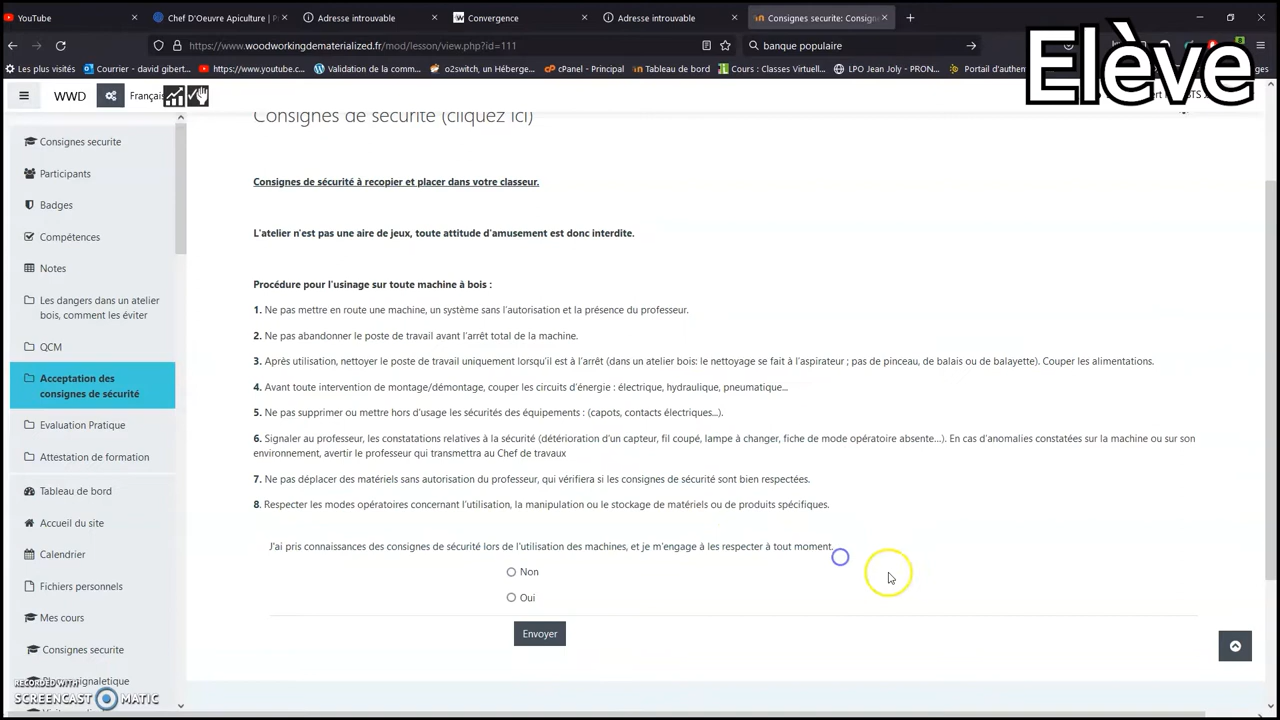 YouTube
Chef D'Oeuvre Apiculture | P
Adresse introuvable
Convergence
Adresse introuvable
Consignes securite: Consign
https://www.woodworkingdematerialized.fr/mod/lesson/view.php?id=111
banque populaire
Elève
Les plus visités
Courrier - david gibert...
https://www.youtube.c...
Validation de la comm...
o2switch, un Héberge...
cPanel - Principal
Tableau de bord
Cours : Classes Virtuell...
LPO Jean Joly - PRON...
Portail d'authen
WWD
Françai
Consignes de sécurité (cliquez ici)
Consignes securite
Participants
Badges
Compétences
Notes
Les dangers dans un atelier
bois, comment les éviter
QCM
Acceptation des
consignes de sécurité
Evaluation Pratique
Attestation de formation
Tableau de bord
Accueil du site
Calendrier
Fichiers personnels
Mes cours
Consignes securite
Consignes de sécurité à recopier et placer dans votre classeur.
L'atelier n'est pas une aire de jeux, toute attitude d'amusement est donc interdite.
Procédure pour l'usinage sur toute machine à bois :
1. Ne pas mettre en route une machine, un système sans l'autorisation et la présence du professeur.
2. Ne pas abandonner le poste de travail avant l'arrêt total de la machine.
3. Après utilisation, nettoyer le poste de travail uniquement lorsqu'il est à l'arrêt (dans un atelier bois: le nettoyage se fait à l'aspirateur ; pas de pinceau, de balais ou de balayette). Couper les alimentations.
4. Avant toute intervention de montage/démontage, couper les circuits d'énergie : électrique, hydraulique, pneumatique...
5. Ne pas supprimer ou mettre hors d'usage les sécurités des équipements : (capots, contacts électriques...).
6. Signaler au professeur, les constatations relatives à la sécurité (détérioration d'un capteur, fil coupé, lampe à changer, fiche de mode opératoire absente...). En cas d'anomalies constatées sur la machine ou sur son
environnement, avertir le professeur qui transmettra au Chef de travaux
7. Ne pas déplacer des matériels sans autorisation du professeur, qui vérifiera si les consignes de sécurité sont bien respectées.
8. Respecter les modes opératoires concernant l'utilisation, la manipulation ou le stockage de matériels ou de produits spécifiques.
J'ai pris connaissances des consignes de sécurité lors de l'utilisation des machines, et je m'engage à les respecter à tout moment.
Non
Oui
Envoyer
RECORDED WITH
SCREENCAST MATIC